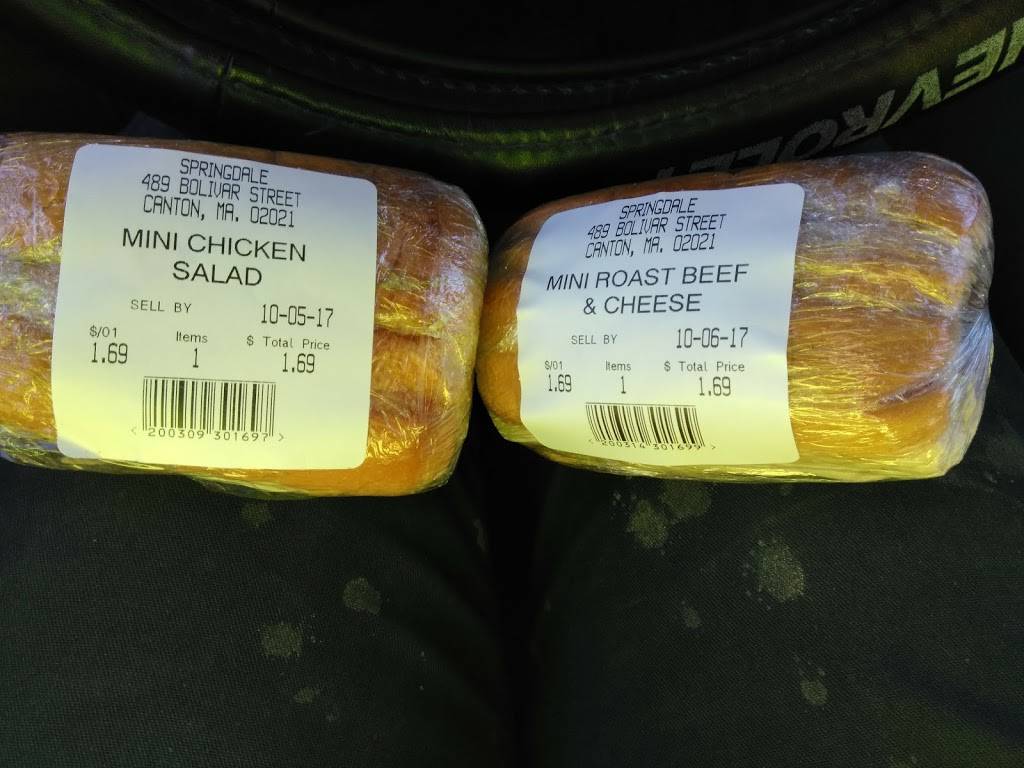 SPRINGDALE
489 BOLIVAR STREET
CANTON, MA. 02021
MINI CHICKEN
SALAD
SELL BY 10-05-17
$/01 Items $ Total Price
1.69 1 1.69
200309 301697
SPRINGDALE
489 BOLIVAR STREET
CANTON, MA. 02021
MINI ROAST BEEF
& CHEESE
SELL BY 10-06-17
$/01 Items $ Total Price
1.69 1 1.69
200314 301699
HEVROLET